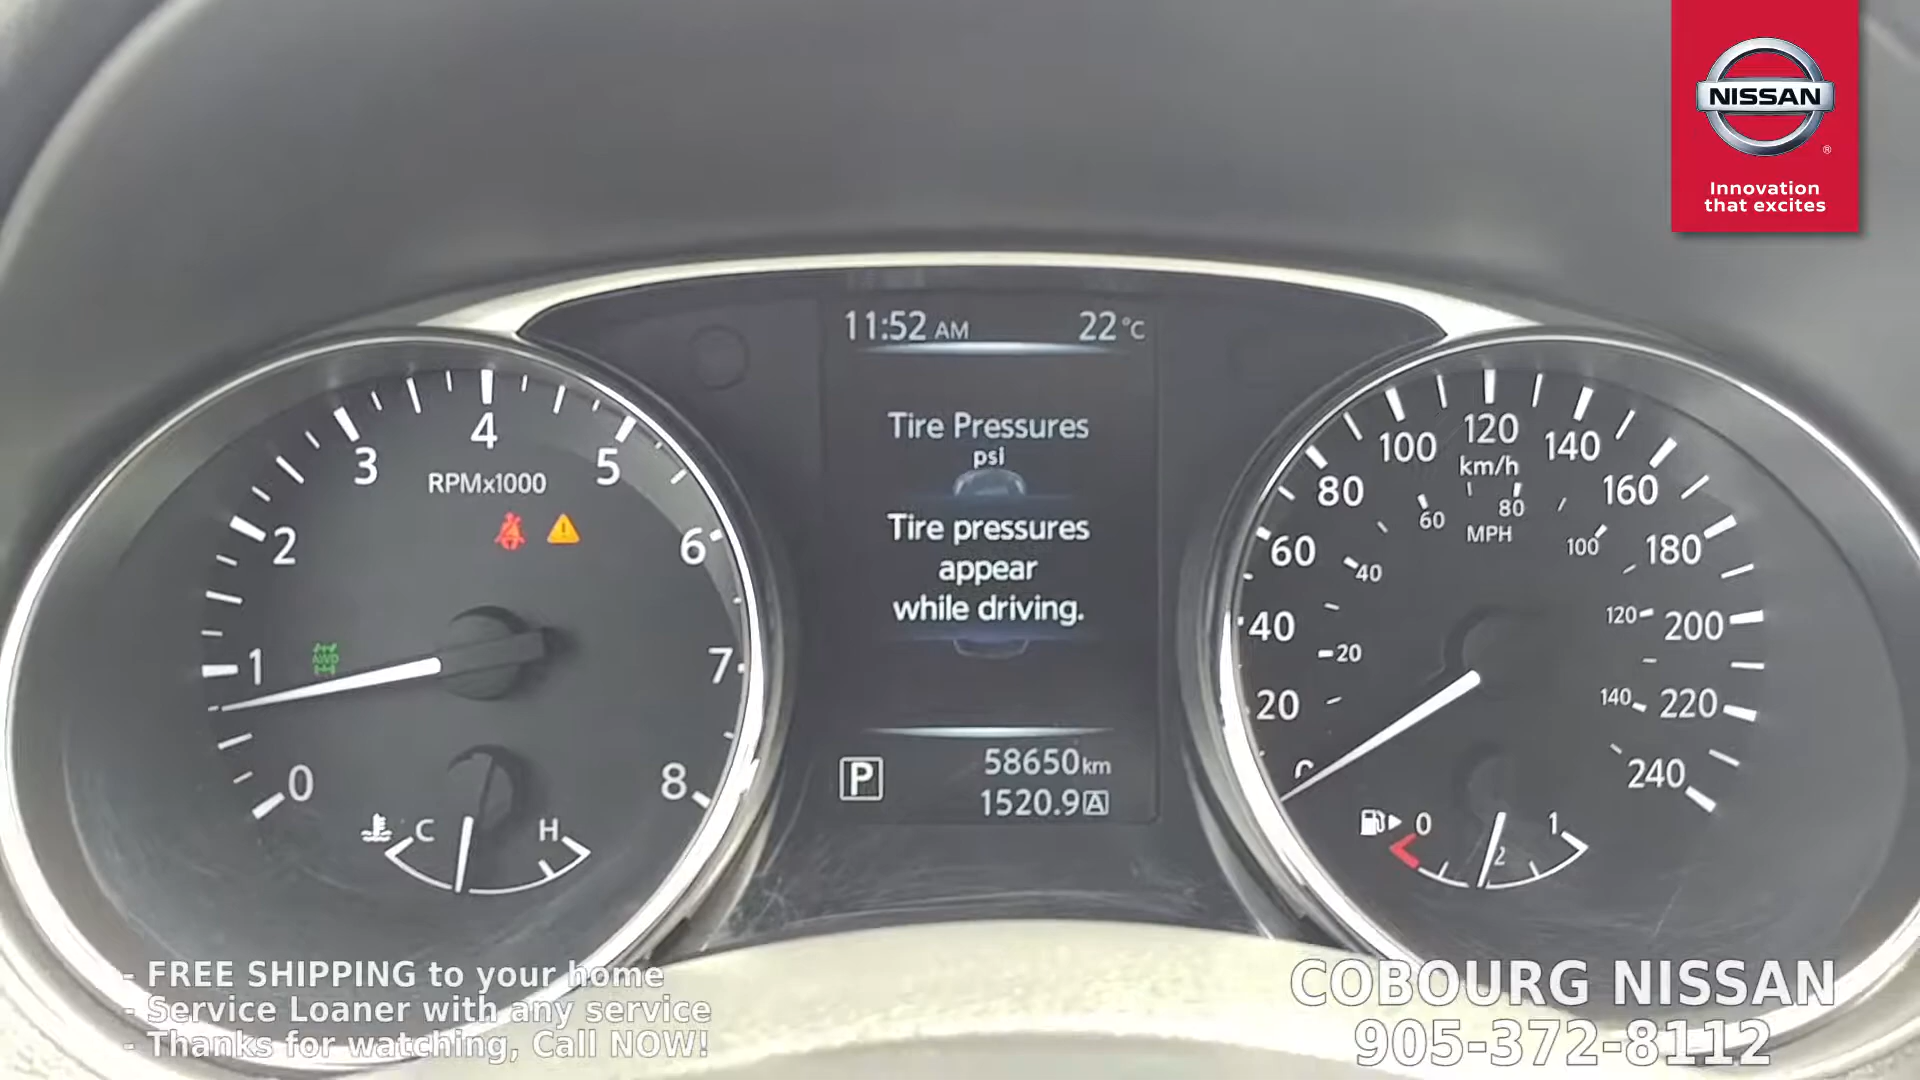 NISSAN
®
Innovation
that excites
11:52 AM 22°C
Tire Pressures
psi
Tire pressures
appear
while driving.
P 58650km
1520.9 A
0 1 2 3 4 5 6 7 8
RPMx1000
AWD
C H
0 20 40 60 80 100 120 140 160 180 200 220 240
km/h
20 40 60 80 100 120 140
MPH
0 1/2 1
- FREE SHIPPING to your home
- Service Loaner with any service
- Thanks for watching, Call NOW!
COBOURG NISSAN
905-372-8112